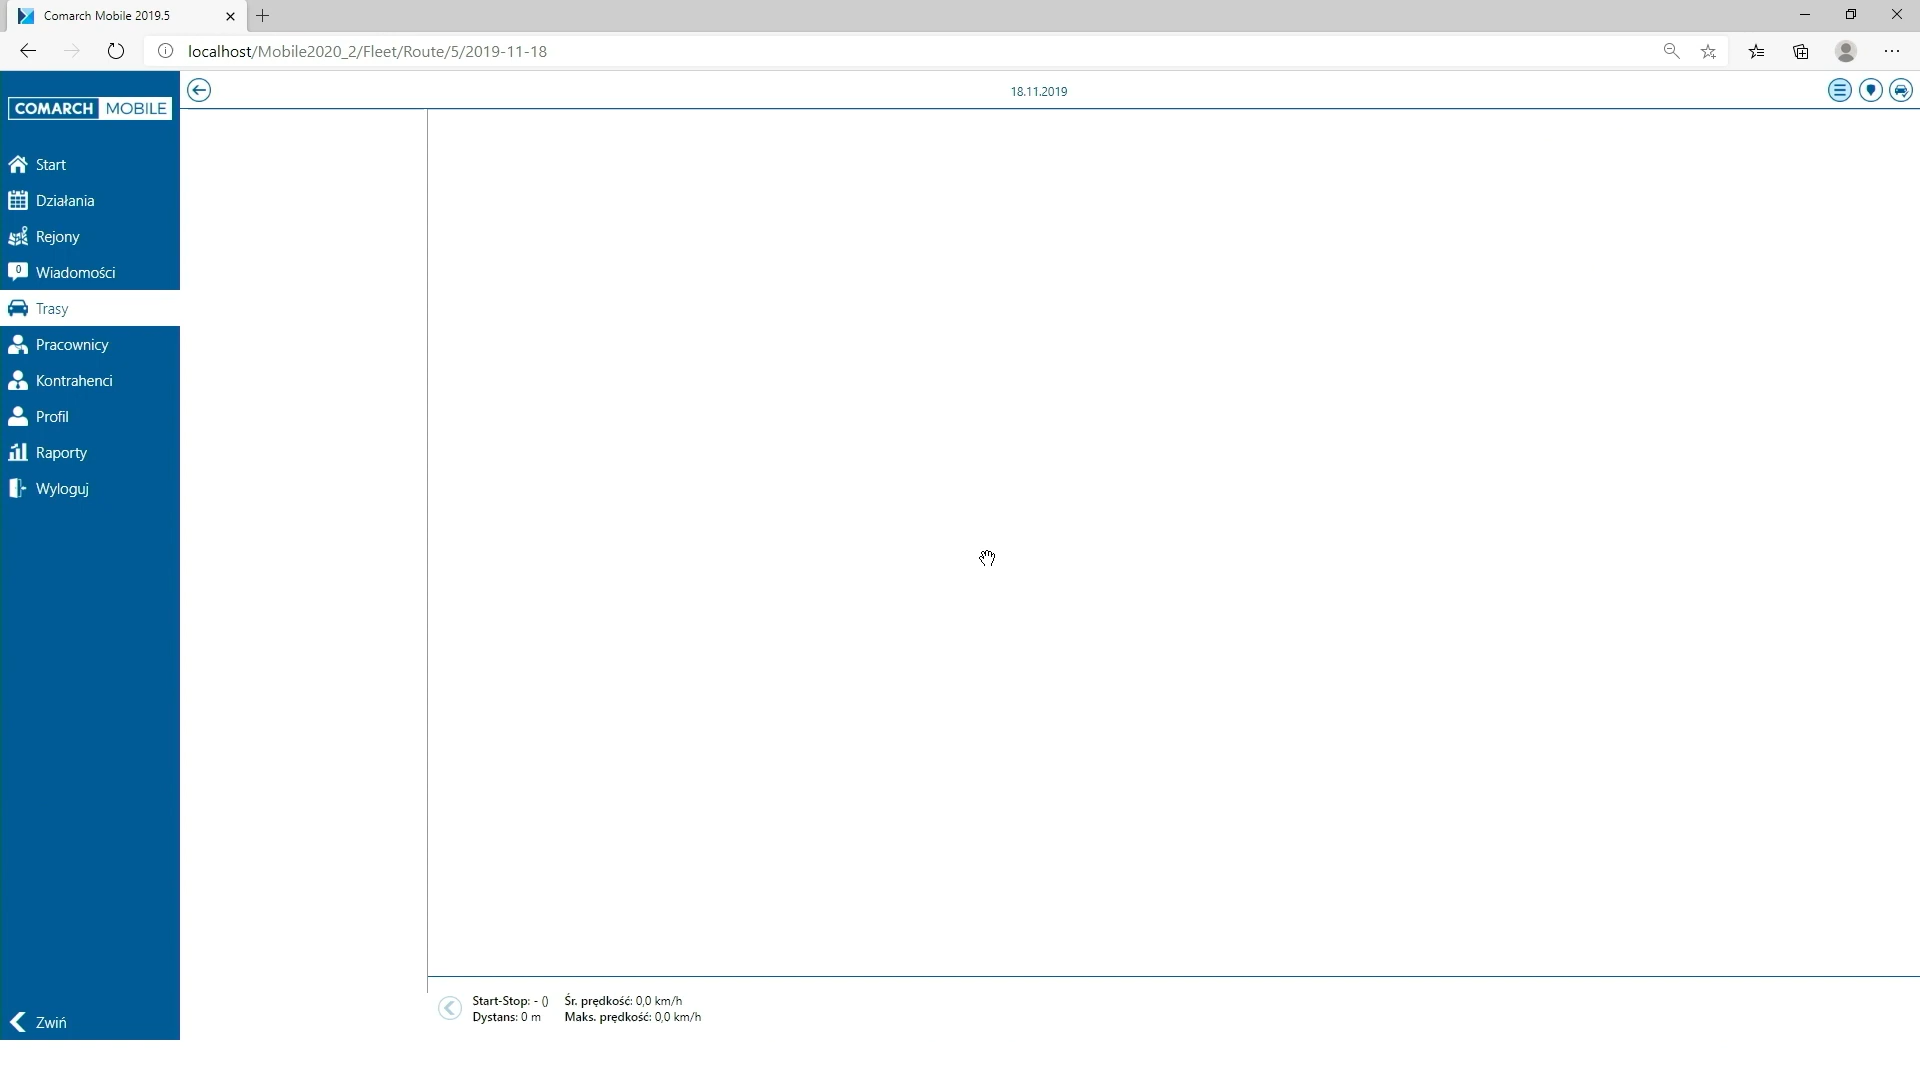 Comarch Mobile 2019.5
localhost/Mobile2020_2/Fleet/Route/5/2019-11-18
COMARCH MOBILE
18.11.2019
Start
Działania
Rejony
0
Wiadomości
Trasy
Pracownicy
Kontrahenci
Profil
Raporty
Wyloguj
Zwiń
Start-Stop: - () Śr. prędkość: 0,0 km/h
Dystans: 0 m Maks. prędkość: 0,0 km/h